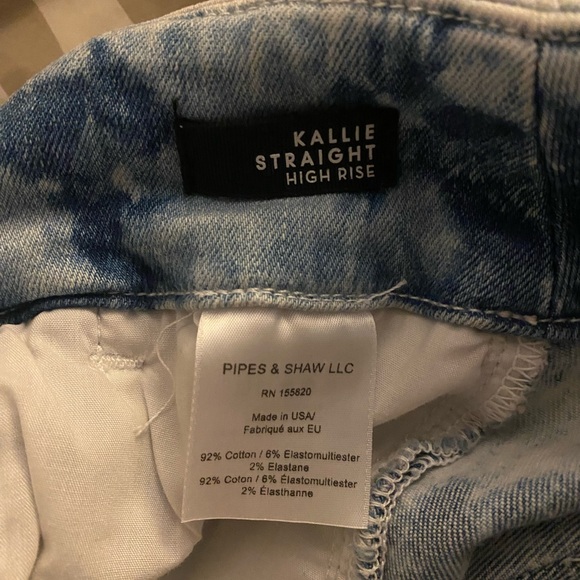 KALLIE
STRAIGHT
HIGH RISE
PIPES & SHAW LLC
RN 155620
Made in USA/
Fabriqué aux EU
92% Cotton / 6% Elastomultiester
2% Elastane
92% Coton / 6% Élastomultiester
2% Élasthanne